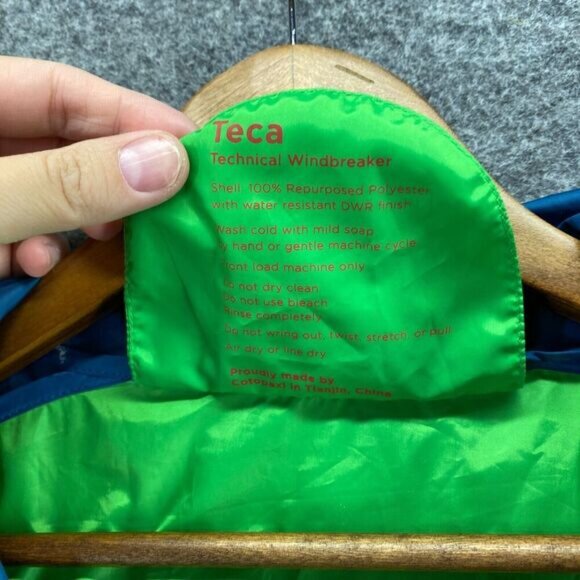 Teca
Technical Windbreaker
Shell: 100% Repurposed Polyester
with water resistant DWR finish
Wash cold with mild soap
by hand or gentle machine cycle
Front load machine only
Do not dry clean
Do not use bleach
Rinse completely
Do not wring out, twist, stretch, or pull
Air dry or line dry
Proudly made by
Cotopaxi in Tianjin, China